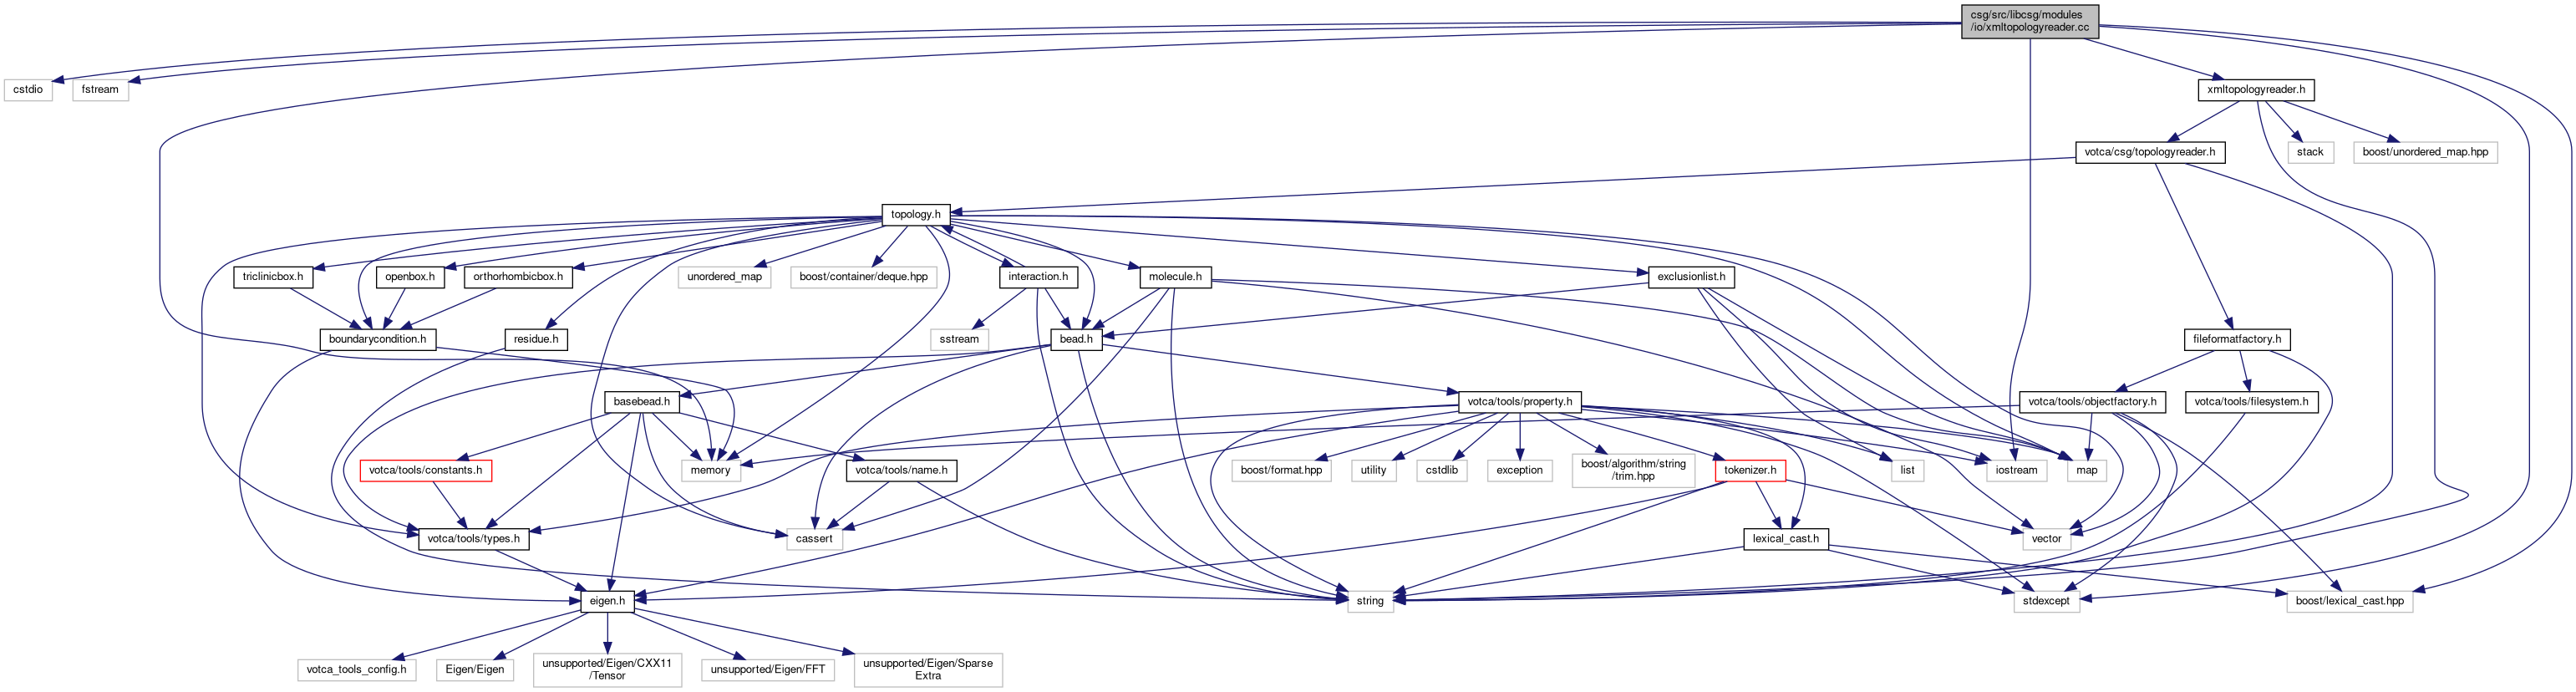 csg/src/libcsg/modules
/io/xmltopologyreader.cc
cstdio
fstream
xmltopologyreader.h
votca/csg/topologyreader.h
stack
boost/unordered_map.hpp
topology.h
triclinicbox.h
openbox.h
orthorhombicbox.h
unordered_map
boost/container/deque.hpp
interaction.h
molecule.h
exclusionlist.h
boundarycondition.h
residue.h
sstream
bead.h
fileformatfactory.h
basebead.h
votca/tools/property.h
votca/tools/objectfactory.h
votca/tools/filesystem.h
votca/tools/constants.h
memory
votca/tools/name.h
boost/format.hpp
utility
cstdlib
exception
boost/algorithm/string
/trim.hpp
tokenizer.h
list
iostream
map
votca/tools/types.h
cassert
lexical_cast.h
vector
eigen.h
string
stdexcept
boost/lexical_cast.hpp
votca_tools_config.h
Eigen/Eigen
unsupported/Eigen/CXX11
/Tensor
unsupported/Eigen/FFT
unsupported/Eigen/Sparse
Extra